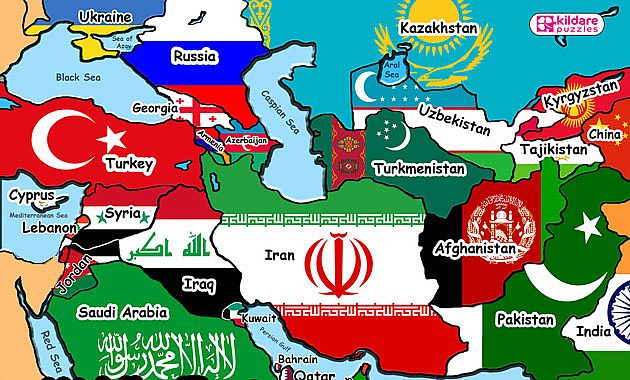 Ukraine
Sea of
Azov
kildare
puzzles
Kazakhstan
Russia
Black Sea
Aral
Sea
Caspian Sea
Kyrgyzstan
Georgia
Uzbekistan
China
Armenia
Azerbaijan
Tajikistan
Turkey
Turkmenistan
Cyprus
Mediterranean Sea
Syria
Lebanon
الله اكبر
Iran
Afghanistan
Jordan
Iraq
Saudi Arabia
Kuwait
Pakistan
India
Persian Gulf
Red Sea
Bahrain
Qatar